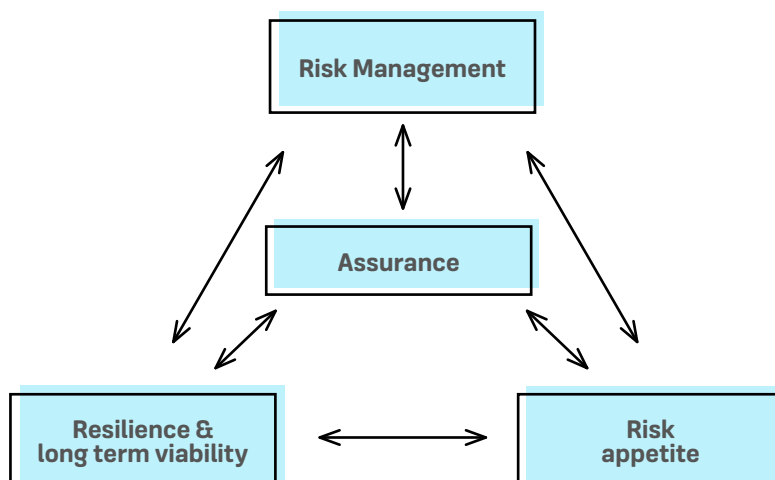 Risk Management
Assurance
Resilience &
long term viability
Risk
appetite